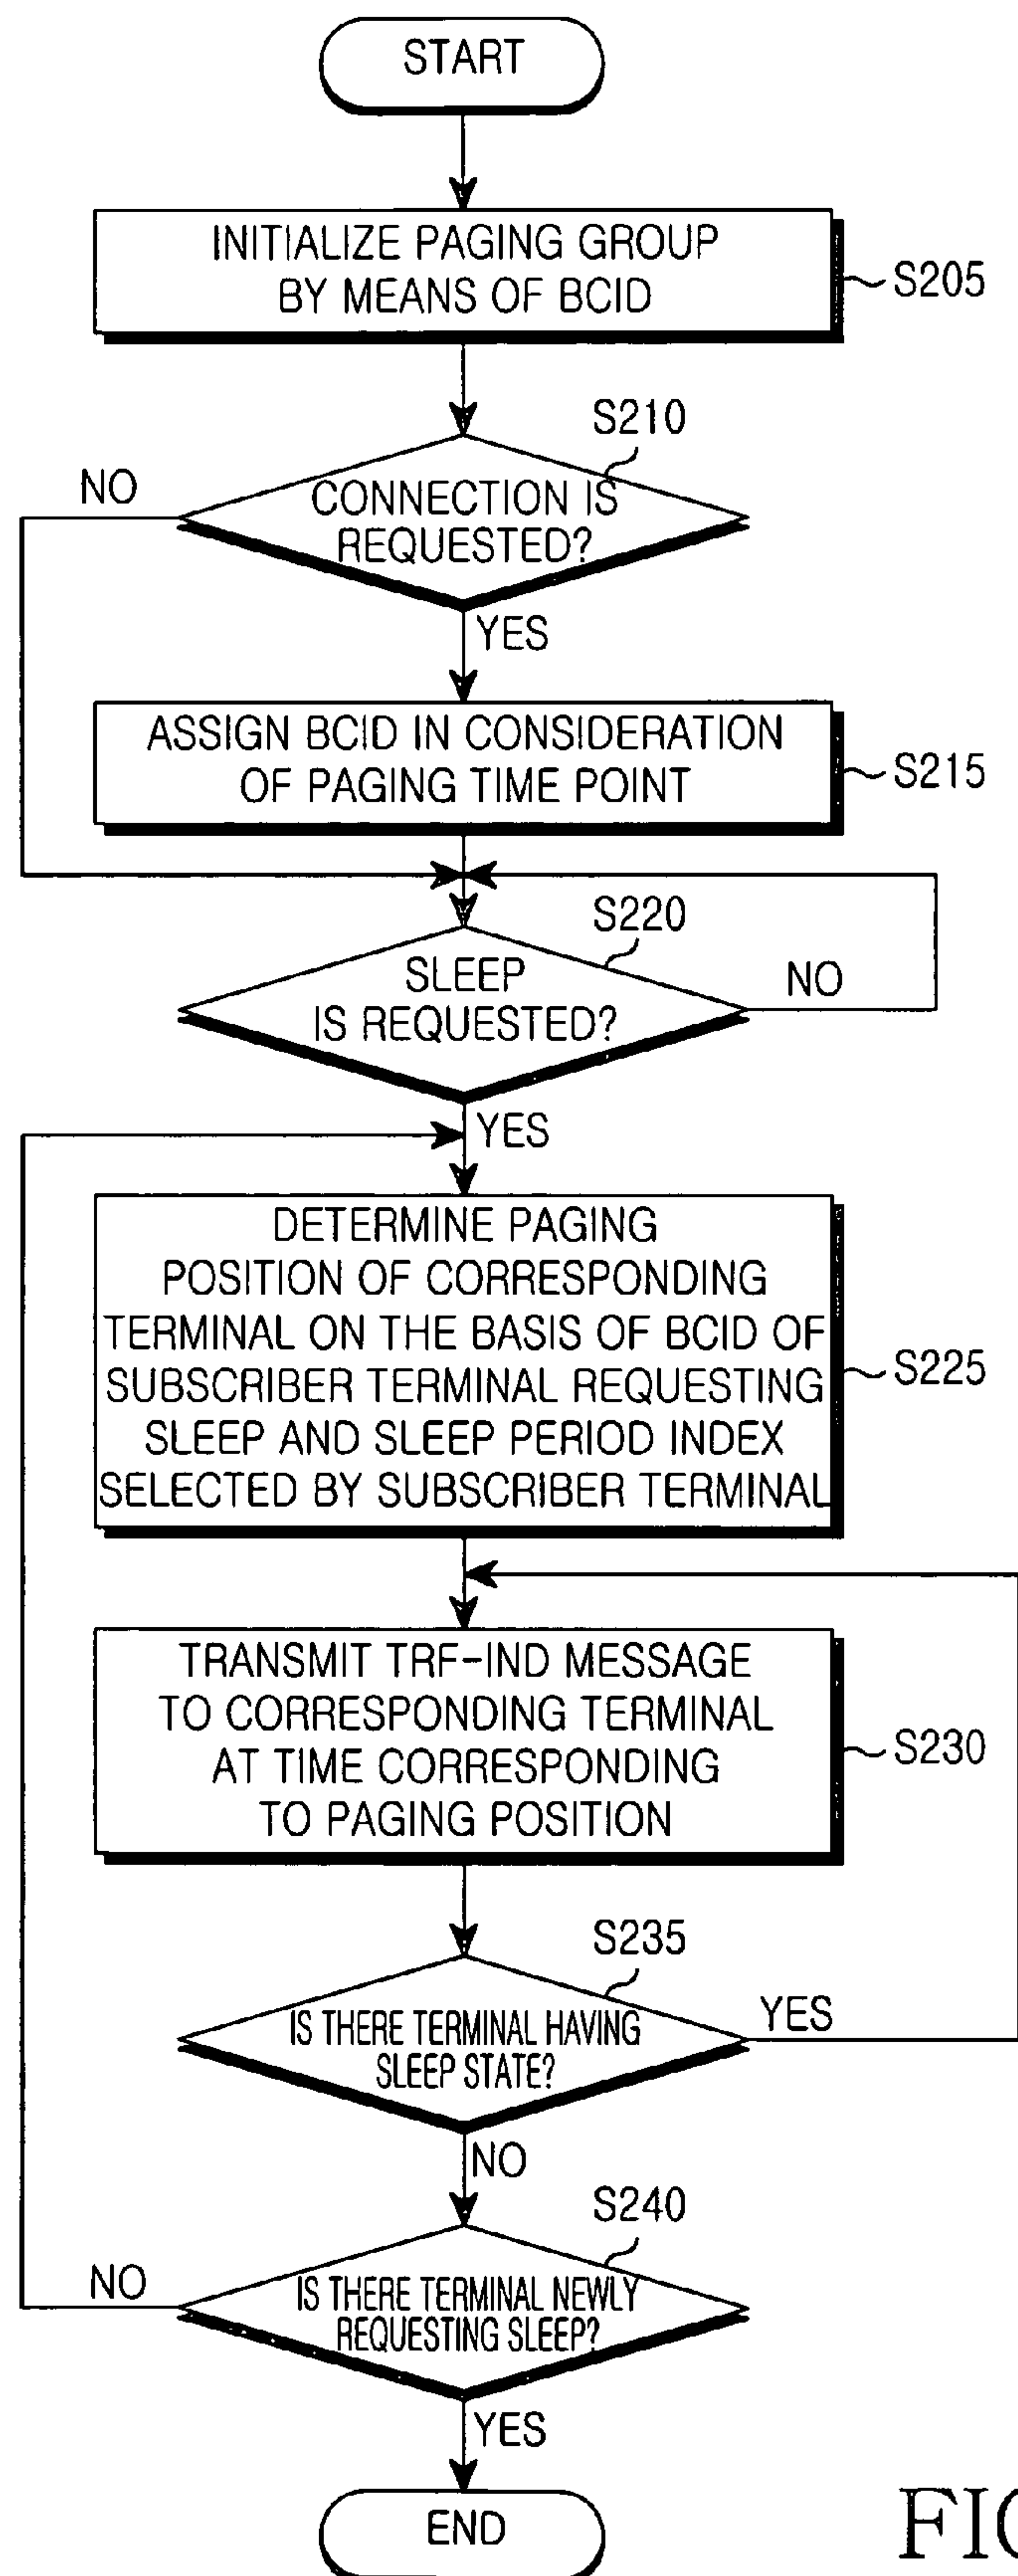 START
INITIALIZE PAGING GROUP
BY MEANS OF BCID
S205
S210
NO
CONNECTION IS
REQUESTED?
YES
ASSIGN BCID IN CONSIDERATION
OF PAGING TIME POINT
S215
S220
SLEEP
IS REQUESTED?
NO
YES
DETERMINE PAGING
POSITION OF CORRESPONDING
TERMINAL ON THE BASIS OF BCID OF
SUBSCRIBER TERMINAL REQUESTING
SLEEP AND SLEEP PERIOD INDEX
SELECTED BY SUBSCRIBER TERMINAL
S225
TRANSMIT TRF-IND MESSAGE
TO CORRESPONDING TERMINAL
AT TIME CORRESPONDING
TO PAGING POSITION
S230
S235
IS THERE TERMINAL HAVING
SLEEP STATE?
YES
NO
S240
NO
IS THERE TERMINAL NEWLY
REQUESTING SLEEP?
YES
END